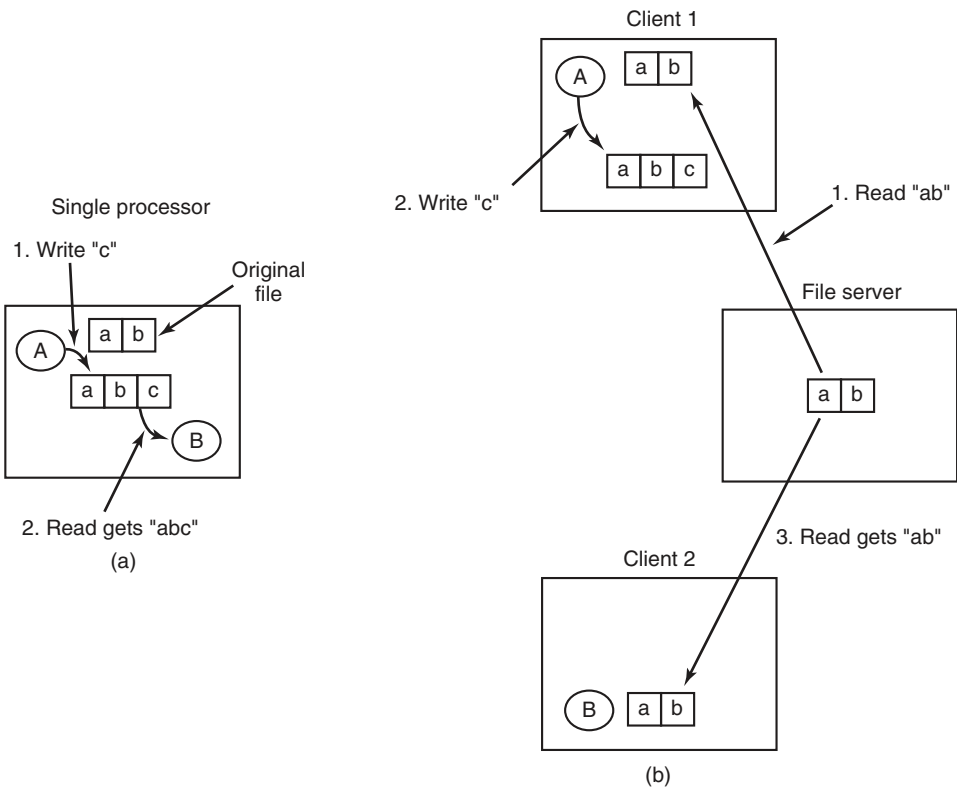 Single processor
1. Write "c"
Original
file
A
a b
a b c
B
2. Read gets "abc"
(a)
Client 1
A
a b
a b c
2. Write "c"
1. Read "ab"
File server
a b
3. Read gets "ab"
Client 2
B
a b
(b)